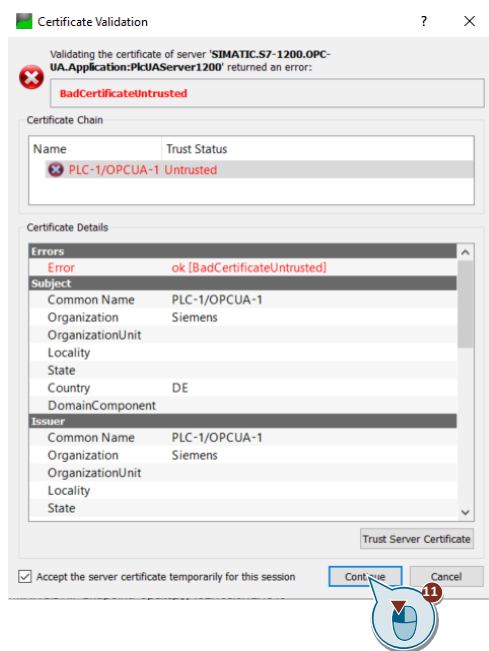 Certificate Validation
Validating the certificate of server 'SIMATIC.S7-1200.OPC-
UA.Application:PlcUAServer1200' returned an error:
BadCertificateUntrusted
Certificate Chain
Name Trust Status
PLC-1/OPCUA-1 Untrusted
Certificate Details
Errors
Error ok [BadCertificateUntrusted]
Subject
Common Name PLC-1/OPCUA-1
Organization Siemens
OrganizationUnit
Locality
State
Country DE
DomainComponent
Issuer
Common Name PLC-1/OPCUA-1
Organization Siemens
OrganizationUnit
Locality
State
Trust Server Certificate
Accept the server certificate temporarily for this session Continue Cancel
11